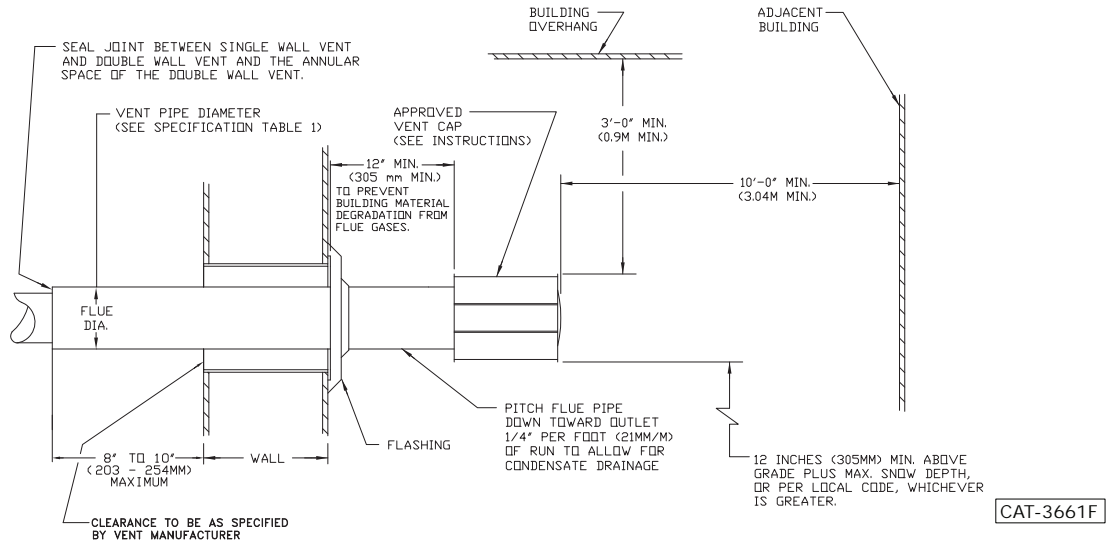 BUILDING
OVERHANG
ADJACENT
BUILDING
SEAL JOINT BETWEEN SINGLE WALL VENT
AND DOUBLE WALL VENT AND THE ANNULAR
SPACE OF THE DOUBLE WALL VENT.
VENT PIPE DIAMETER
(SEE SPECIFICATION TABLE 1)
APPROVED
VENT CAP
(SEE INSTRUCTIONS)
3'-0" MIN.
(0.9M MIN.)
12" MIN.
(305 mm MIN.)
TO PREVENT
BUILDING MATERIAL
DEGRADATION FROM
FLUE GASES.
10'-0" MIN.
(3.04M MIN.)
FLUE
DIA.
PITCH FLUE PIPE
DOWN TOWARD OUTLET
1/4" PER FOOT (21MM/M)
OF RUN TO ALLOW FOR
CONDENSATE DRAINAGE
FLASHING
8" TO 10"
(203 - 254MM)
MAXIMUM
WALL
12 INCHES (305MM) MIN. ABOVE
GRADE PLUS MAX. SNOW DEPTH,
OR PER LOCAL CODE, WHICHEVER
IS GREATER.
CLEARANCE TO BE AS SPECIFIED
BY VENT MANUFACTURER
CAT-3661F